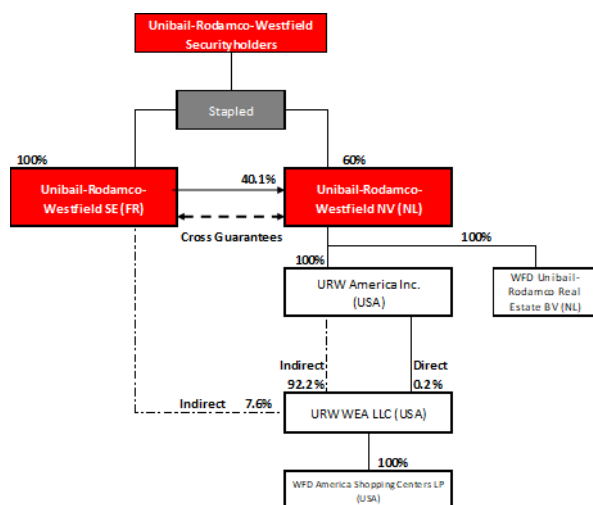 Unibail-Rodamco-Westfield
Securityholders
Stapled
100%
60%
Unibail-Rodamco-
Westfield SE (FR)
40.1%
Unibail-Rodamco-
Westfield NV (NL)
Cross Guarantees
100%
100%
URW America Inc.
(USA)
WFD Unibail-
Rodamco Real
Estate BV (NL)
Indirect
Direct
92.2%
0.2%
Indirect 7.6%
URW WEA LLC (USA)
100%
WFD America Shopping Centers LP
(USA)